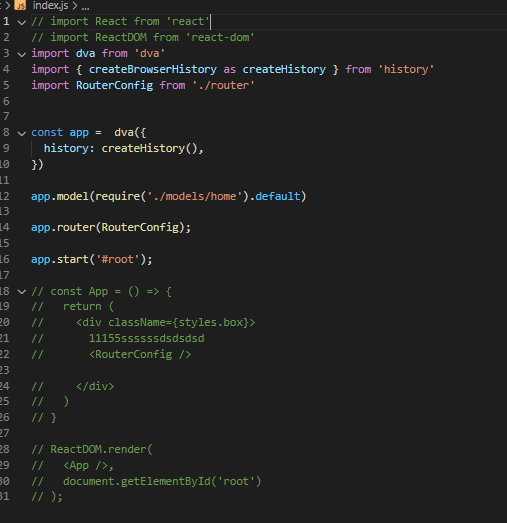 index.js > ...
1 // import React from 'react'
2 // import ReactDOM from 'react-dom'
3 import dva from 'dva'
4 import { createBrowserHistory as createHistory } from 'history'
5 import RouterConfig from './router'
6
7
8 const app =  dva({
9   history: createHistory(),
10 })
11
12 app.model(require('./models/home').default)
13
14 app.router(RouterConfig);
15
16 app.start('#root');
17
18 // const App = () => {
19 //   return (
20 //     <div className={styles.box}>
21 //       11155ssssssdsdsdsd
22 //       <RouterConfig />
23
24 //     </div>
25 //   )
26 // }
27
28 // ReactDOM.render(
29 //   <App />,
30 //   document.getElementById('root')
31 // );